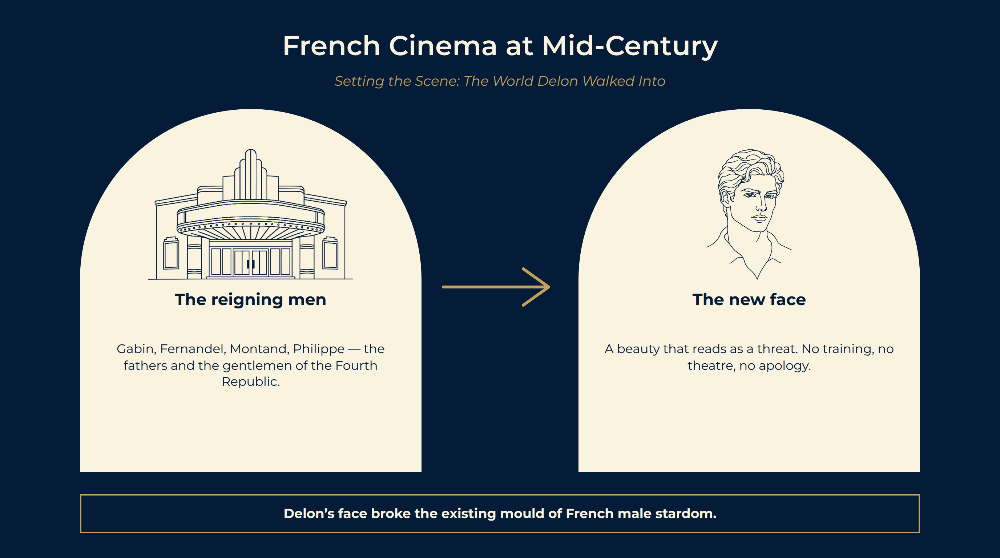 French Cinema at Mid-Century
Setting the Scene: The World Delon Walked Into
The reigning men
Gabin, Fernandel, Montand, Philippe — the
fathers and the gentlemen of the Fourth
Republic.
The new face
A beauty that reads as a threat. No training, no
theatre, no apology.
Delon’s face broke the existing mould of French male stardom.